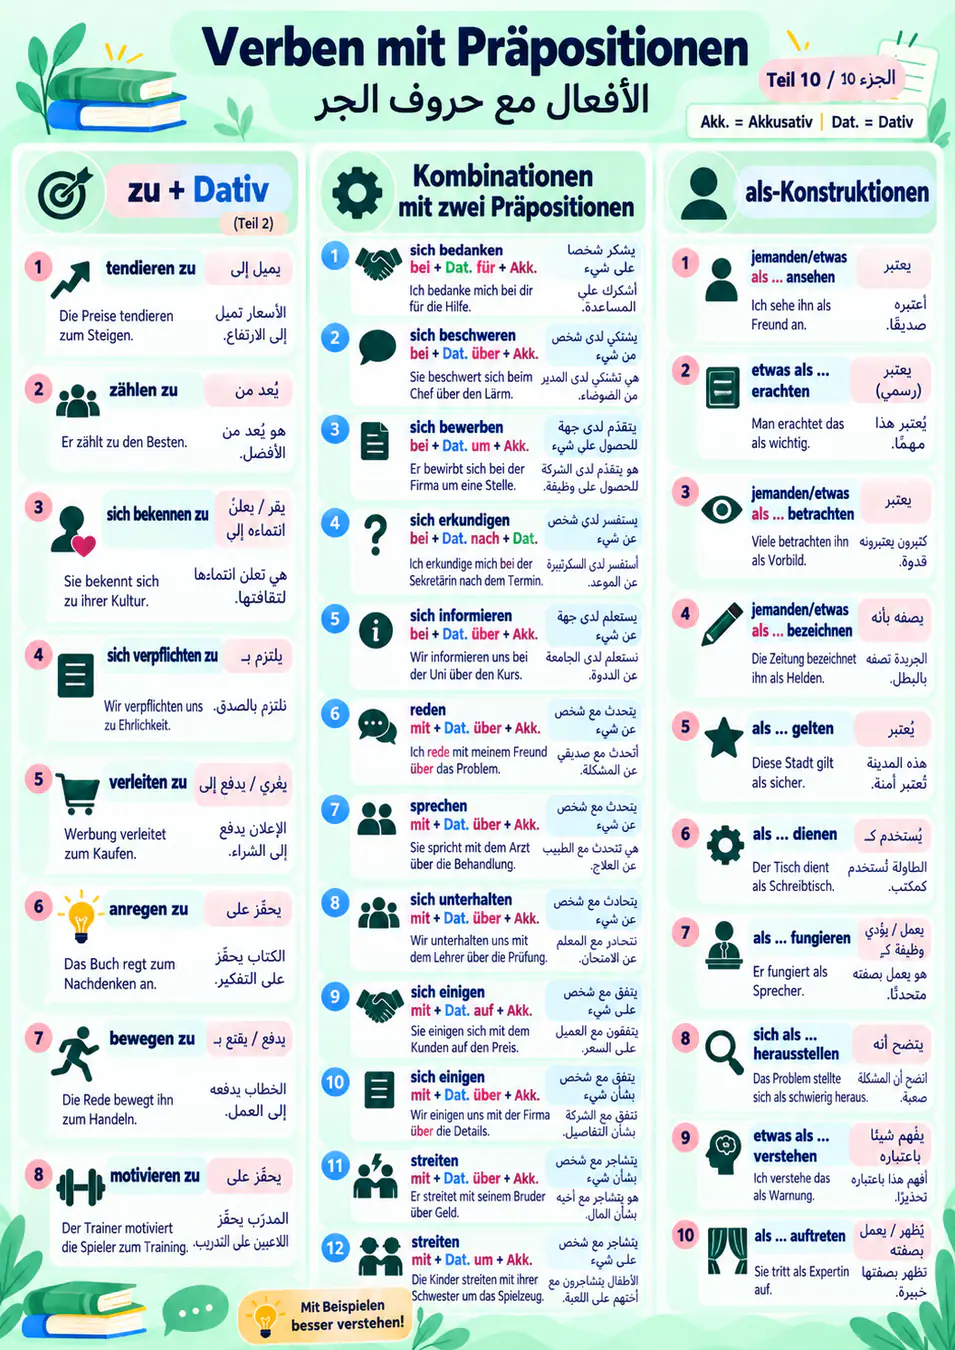 Verben mit Präpositionen
الأفعال مع حروف الجر
Teil 10 / الجزء 10
Akk. = Akkusativ | Dat. = Dativ
zu + Dativ
(Teil 2)
1
tendieren zu
يميل إلى
Die Preise tendieren
zum Steigen.
الأسعار تميل
إلى الارتفاع.
2
zählen zu
يُعد من
Er zählt zu den Besten.
هو يُعد من
الأفضل.
3
sich bekennen zu
يقر / يعلن
انتماءه إلى
Sie bekennt sich
zu ihrer Kultur.
هي تعلن انتماءها
لثقافتها.
4
sich verpflichten zu
يلتزم بـ
Wir verpflichten uns
zu Ehrlichkeit.
نلتزم بالصدق.
5
verleiten zu
يغري / يدفع إلى
Werbung verleitet
zum Kaufen.
الإعلان يدفع
إلى الشراء.
6
anregen zu
يحفّز على
Das Buch regt zum
Nachdenken an.
الكتاب يحفّز
على التفكير.
7
bewegen zu
يدفع / يقنع بـ
Die Rede bewegt ihn
zum Handeln.
الخطاب يدفعه
إلى العمل.
8
motivieren zu
يحفّز على
Der Trainer motiviert
die Spieler zum Training.
المدرّب يحفّز
اللاعبين على التدريب.
Kombinationen
mit zwei Präpositionen
1
sich bedanken
bei + Dat. für + Akk.
يشكر شخصا
على شيء
Ich bedanke mich bei dir
für die Hilfe.
أشكرك على
المساعدة.
2
sich beschweren
bei + Dat. über + Akk.
يشتكي لدى شخص
من شيء
Sie beschwert sich beim
Chef über den Lärm.
هي تشتكي لدى المدير
من الضوضاء.
3
sich bewerben
bei + Dat. um + Akk.
يتقدّم لدى جهة
للحصول على شيء
Er bewirbt sich bei der
Firma um eine Stelle.
هو يتقدّم لدى الشركة
للحصول على وظيفة.
4
sich erkundigen
bei + Dat. nach + Dat.
يستفسر لدى شخص
عن شيء
Ich erkundige mich bei der
Sekretärin nach dem Termin.
أستفسر لدى السكرتيرة
عن الموعد.
5
sich informieren
bei + Dat. über + Akk.
يستعلم لدى جهة
عن شيء
Wir informieren uns bei
der Uni über den Kurs.
نستعلم لدى الجامعة
عن
6
reden
mit + Dat. über + Akk.
يتحدث مع شخص
عن شيء
Ich rede mit meinem Freund
über das Problem.
أتحدث مع صديقي
عن المشكلة.
7
sprechen
mit + Dat. über + Akk.
يتحدث مع شخص
عن شيء
Sie spricht mit dem Arzt
über die Behandlung.
هي تتحدث مع الطبيب
عن العلاج.
8
sich unterhalten
mit + Dat. über + Akk.
يتحادث مع شخص
عن شيء
Wir unterhalten uns mit
dem Lehrer über die Prüfung.
مع المعلم
عن الامتحان.
9
sich einigen
mit + Dat. auf + Akk.
يتفق مع شخص
على شيء
Sie einigen sich mit dem
Kunden auf den Preis.
يتفقون مع العميل
على السعر.
10
sich einigen
mit + Dat. über + Akk.
يتفق مع شخص
بشأن شيء
Wir einigen uns mit der Firma
über die Details.
نتفق مع الشركة
بشأن التفاصيل.
11
streiten
mit + Dat. über + Akk.
يتشاجر مع شخص
بشأن شيء
Er streitet mit seinem Bruder
über Geld.
هو يتشاجر مع أخيه
بشأن المال.
12
streiten
mit + Dat. um + Akk.
يتشاجر مع شخص
على شيء
Die Kinder streiten mit ihrer
Schwester um das Spielzeug.
الأطفال يتشاجرون مع
أختهم على اللعبة.
als-Konstruktionen
1
jemanden/etwas
als ... ansehen
يعتبر
Ich sehe ihn als
Freund an.
أعتبره
صديقًا.
2
etwas als ...
erachten
يعتبر
(رسمي)
Man erachtet das
als wichtig.
يُعتبر هذا
مهمًا.
3
jemanden/etwas
als ... betrachten
يعتبر
Viele betrachten ihn
als Vorbild.
كثيرون يعتبرونه
قدوة.
4
jemanden/etwas
als ... bezeichnen
يصفه بأنه
Die Zeitung bezeichnet
ihn als Helden.
الجريدة تصفه
بالبطل.
5
als ... gelten
يُعتبر
Diese Stadt gilt
als sicher.
هذه المدينة
تُعتبر آمنة.
6
als ... dienen
يُستخدم كـ
Der Tisch dient
als Schreibtisch.
الطاولة تُستخدم
كمكتب.
7
als ... fungieren
يعمل / يؤدي
وظيفة كـ
Er fungiert als
Sprecher.
هو يعمل بصفته
متحدثًا.
8
sich als ...
herausstellen
يتضح أنه
Das Problem stellte
sich als schwierig heraus.
اتضح أن المشكلة
صعبة.
9
etwas als ...
verstehen
يفهم شيئا
باعتباره
Ich verstehe das
als Warnung.
أفهم هذا باعتباره
تحذيرًا.
10
als ... auftreten
يظهر / يعمل
بصفته
Sie tritt als Expertin
auf.
تظهر بصفتها
خبيرة.
Mit Beispielen
besser verstehen!